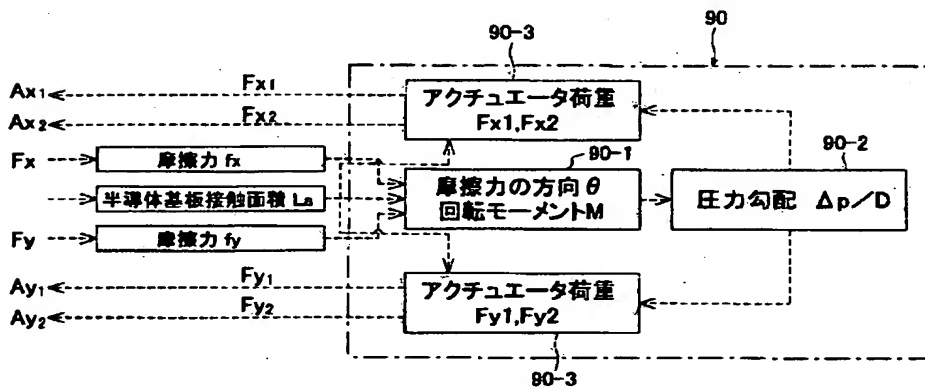 90-3
90
Ax1
Fx1
アクチュエータ荷重
Fx1,Fx2
Ax2
Fx2
90-1
90-2
Fx
摩擦力 fx
摩擦力の方向 θ
回転モーメントM
圧力勾配 Δp/D
半導体基板接触面積 Ls
Fy
摩擦力 fy
Ay1
Fy1
アクチュエータ荷重
Fy1,Fy2
Ay2
Fy2
90-3